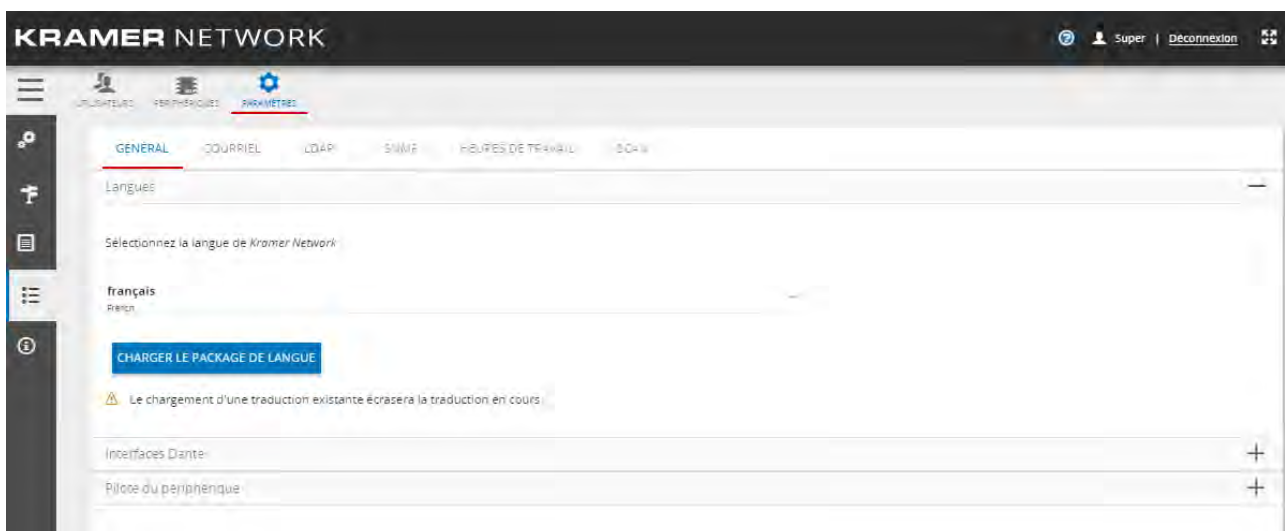 KRAMER NETWORK
Super | Déconnexion
UTILISATEURS PÉRIPHÉRIQUES PARAMÈTRES
GÉNÉRAL COURRIEL LDAP HEURES DE TRAVAIL
Langues
Sélectionnez la langue de Kramer Network
français
French
CHARGER LE PACKAGE DE LANGUE
Le chargement d'une traduction existante écrasera la traduction en cours
Interfaces Dante
Pilote du périphérique